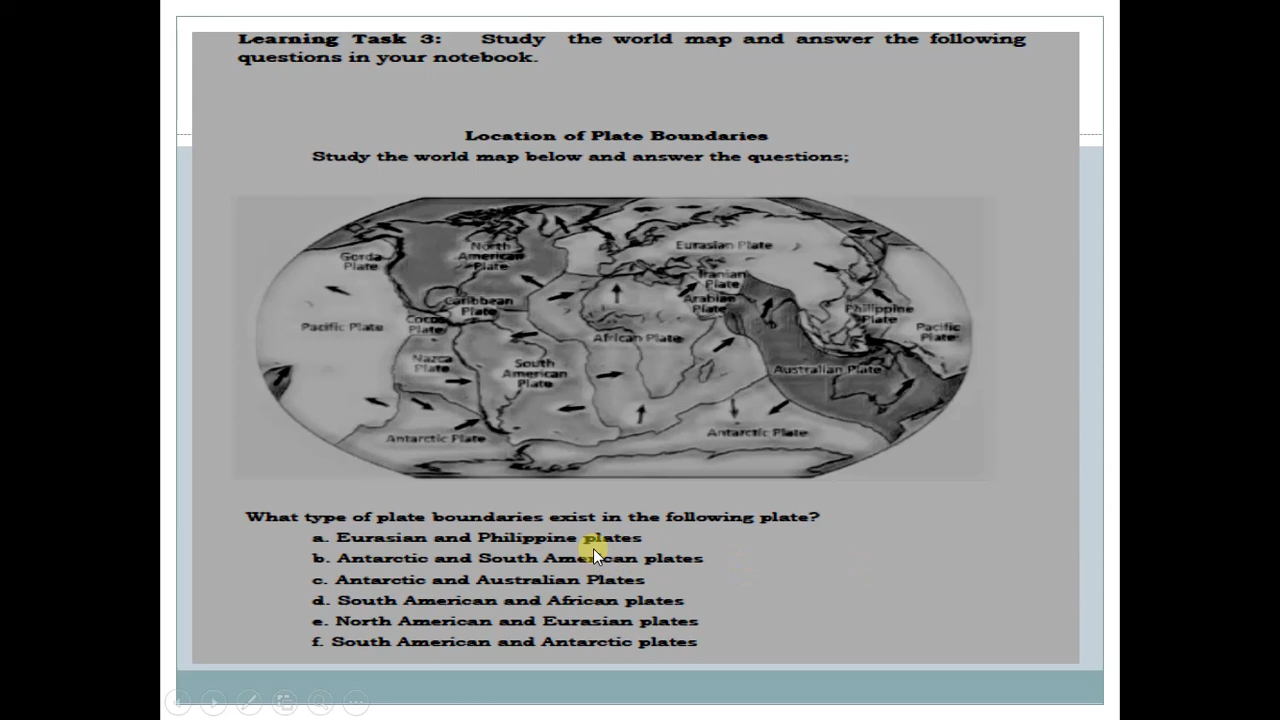 Learning Task 3: Study the world map and answer the following
questions in your notebook.
Location of Plate Boundaries
Study the world map below and answer the questions;
Eurasian Plate
North
American
Plate
Gorda
Plate
Iranian
Plate
Caribbean
Plate
Arabian
Plate
Philippine
Plate
Cocos
Plate
Pacific Plate
African Plate
Pacific
Plate
Nazca
Plate
South
American
Plate
Australian Plate
Antarctic Plate
Antarctic Plate
What type of plate boundaries exist in the following plate?
a. Eurasian and Philippine plates
b. Antarctic and South American plates
c. Antarctic and Australian Plates
d. South American and African plates
e. North American and Eurasian plates
f. South American and Antarctic plates